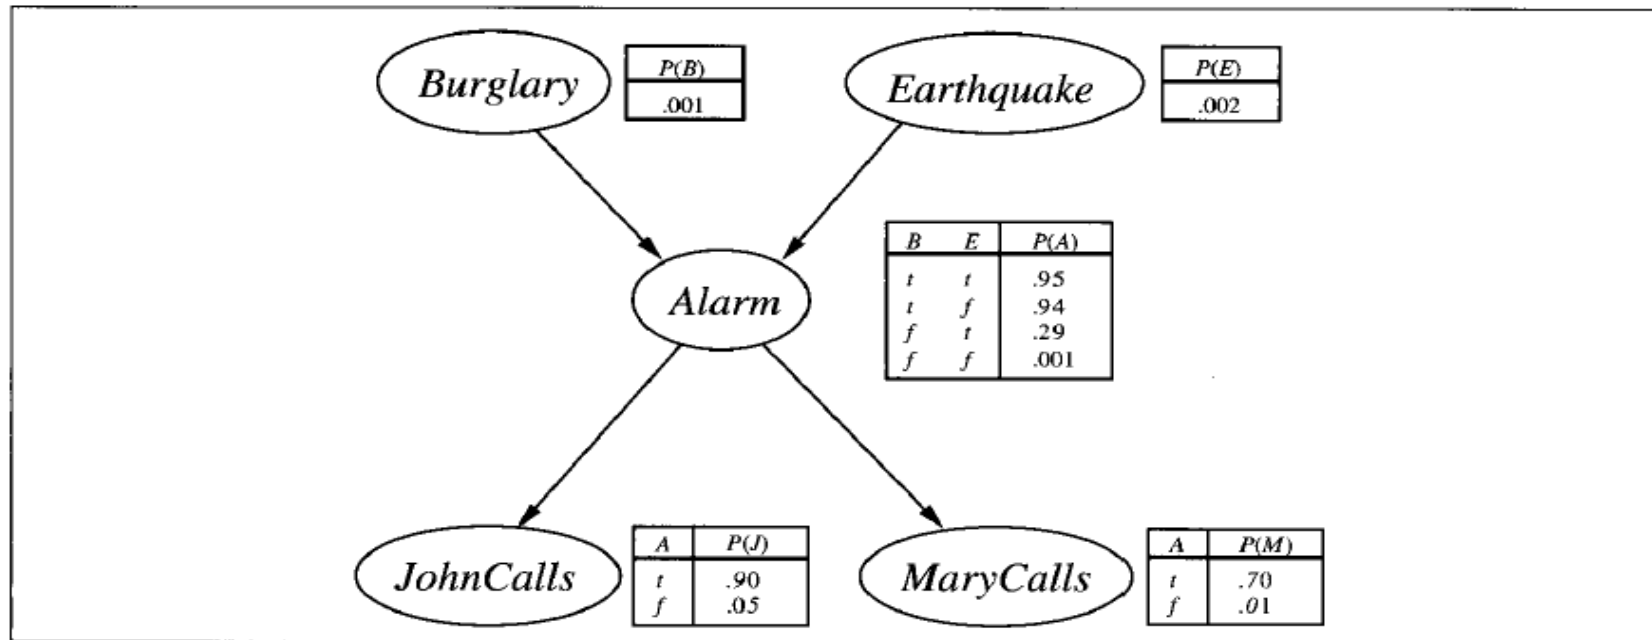 Burglary
P(B)
.001
Earthquake
P(E)
.002
Alarm
B E P(A)
t t .95
t f .94
f t .29
f f .001
JohnCalls
A P(J)
t .90
f .05
MaryCalls
A P(M)
t .70
f .01